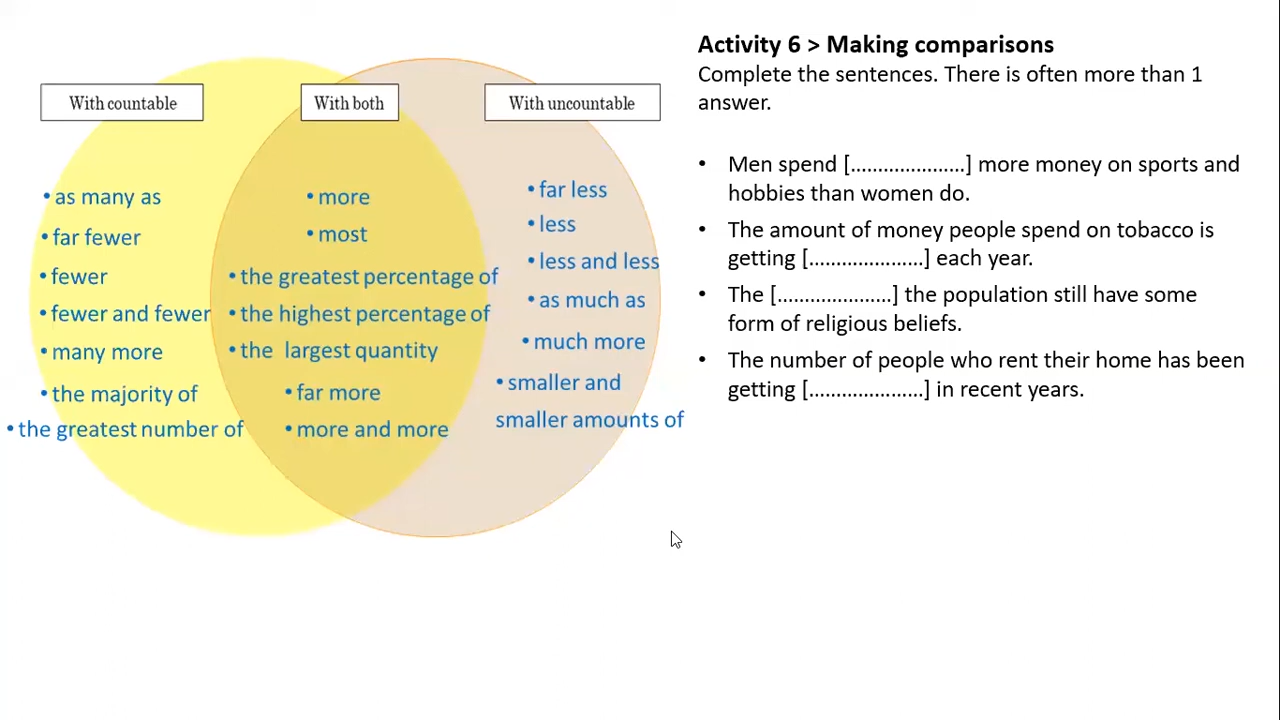 With countable
With both
With uncountable
• as many as
• far fewer
• fewer
• fewer and fewer
• many more
• the majority of
• the greatest number of
• more
• most
• the greatest percentage of
• the highest percentage of
• the largest quantity
• far more
• more and more
• far less
• less
• less and less
• as much as
• much more
• smaller and
smaller amounts of
Activity 6 > Making comparisons
Complete the sentences. There is often more than 1
answer.
• Men spend [.....................] more money on sports and
hobbies than women do.
• The amount of money people spend on tobacco is
getting [.....................] each year.
• The [.....................] the population still have some
form of religious beliefs.
• The number of people who rent their home has been
getting [.....................] in recent years.